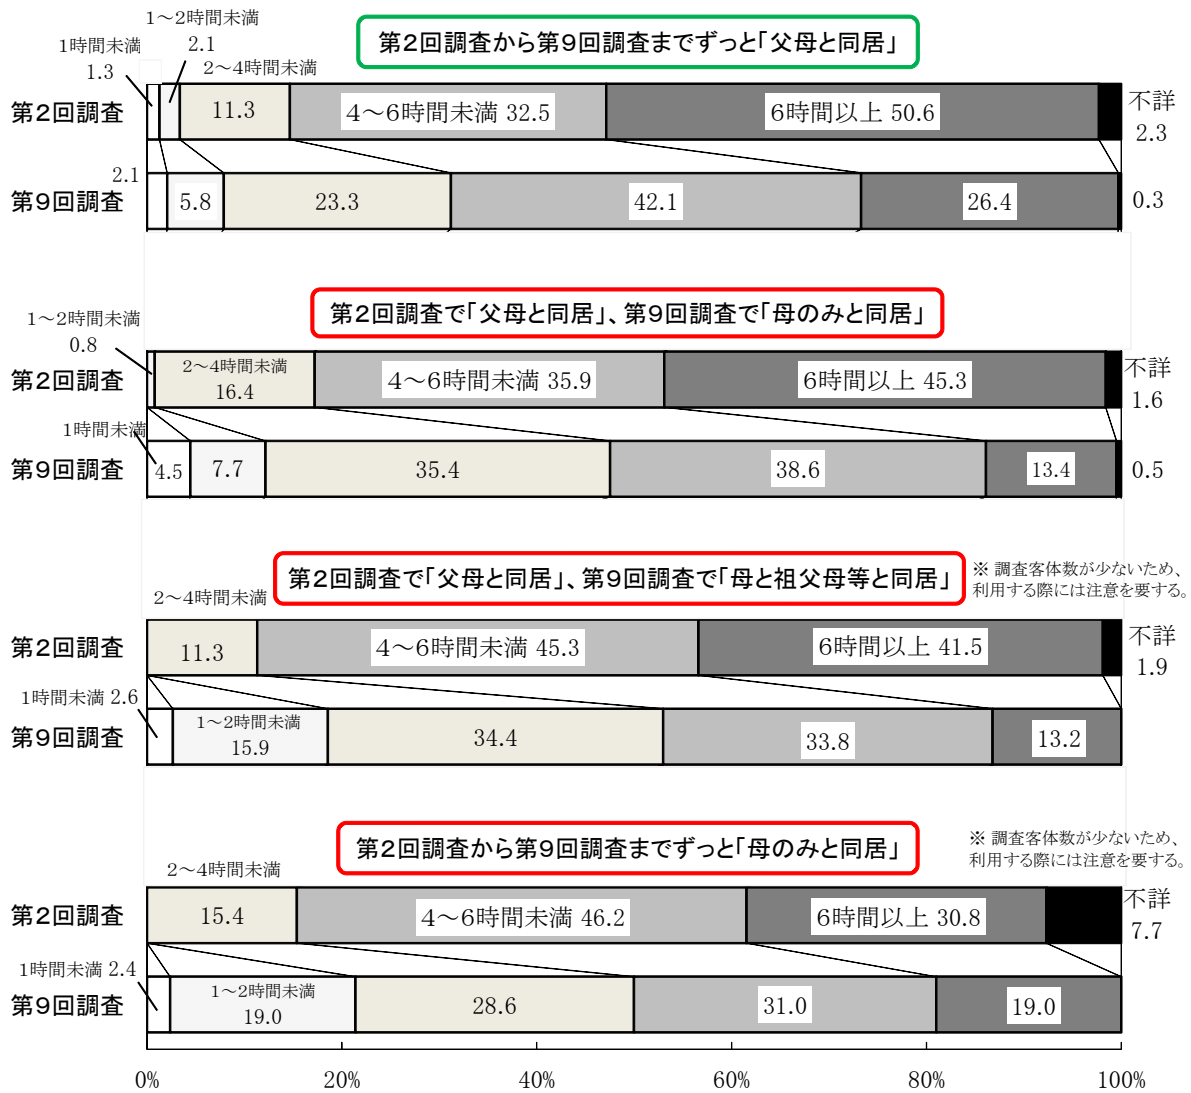 第2回調査から第9回調査までずっと「父母と同居」
1時間未満
1.3
1～2時間未満
2.1
2～4時間未満
第2回調査
11.3
4～6時間未満 32.5
6時間以上 50.6
不詳
2.3
第9回調査
2.1
5.8
23.3
42.1
26.4
0.3
第2回調査で「父母と同居」、第9回調査で「母のみと同居」
1～2時間未満
0.8
第2回調査
2～4時間未満
16.4
4～6時間未満 35.9
6時間以上 45.3
不詳
1.6
1時間未満
第9回調査
4.5
7.7
35.4
38.6
13.4
0.5
第2回調査で「父母と同居」、第9回調査で「母と祖父母等と同居」
※ 調査客体数が少ないため、
利用する際には注意を要する。
2～4時間未満
第2回調査
11.3
4～6時間未満 45.3
6時間以上 41.5
不詳
1.9
1時間未満 2.6
第9回調査
1～2時間未満
15.9
34.4
33.8
13.2
第2回調査から第9回調査までずっと「母のみと同居」
※ 調査客体数が少ないため、
利用する際には注意を要する。
2～4時間未満
第2回調査
15.4
4～6時間未満 46.2
6時間以上 30.8
不詳
7.7
1時間未満 2.4
第9回調査
1～2時間未満
19.0
28.6
31.0
19.0
0%
20%
40%
60%
80%
100%